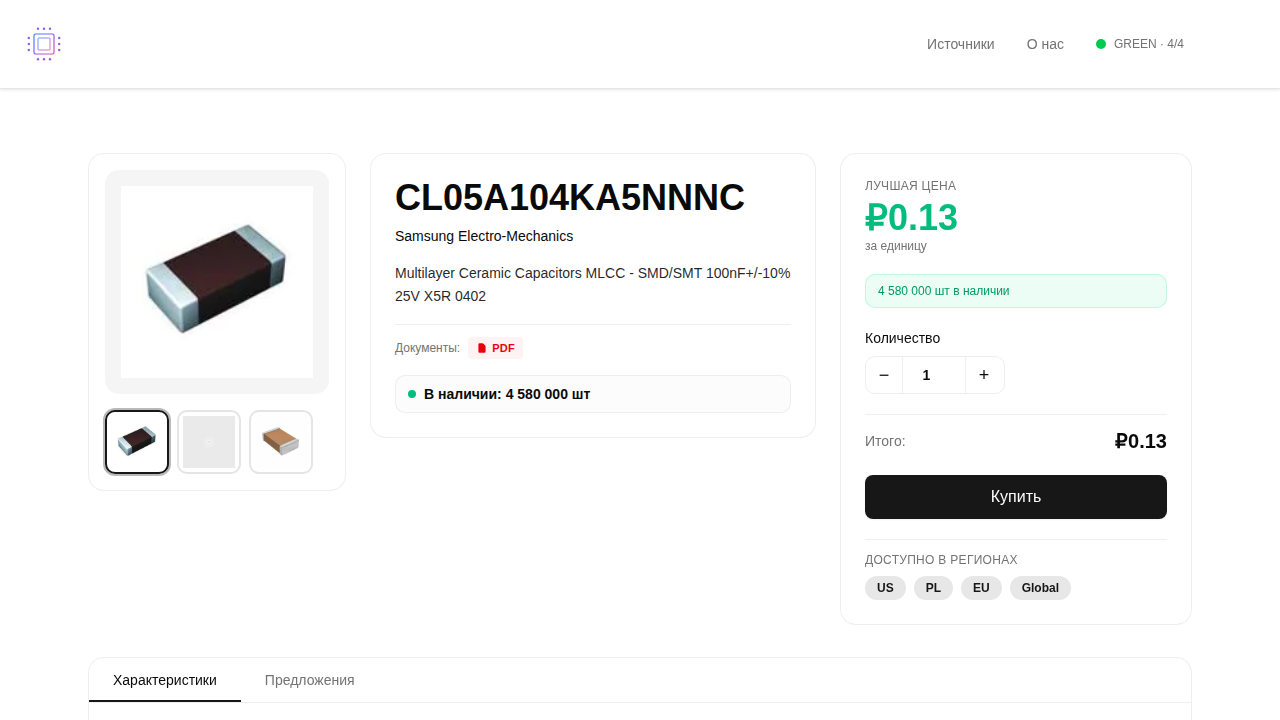 Источники
О нас
GREEN · 4/4
CL05A104KA5NNNC
Samsung Electro-Mechanics
Multilayer Ceramic Capacitors MLCC - SMD/SMT 100nF+/-10%
25V X5R 0402
Документы:
PDF
В наличии: 4 580 000 шт
ЛУЧШАЯ ЦЕНА
₽0.13
за единицу
4 580 000 шт в наличии
Количество
− 1 +
Итого:
₽0.13
Купить
ДОСТУПНО В РЕГИОНАХ
US PL EU Global
Характеристики
Предложения